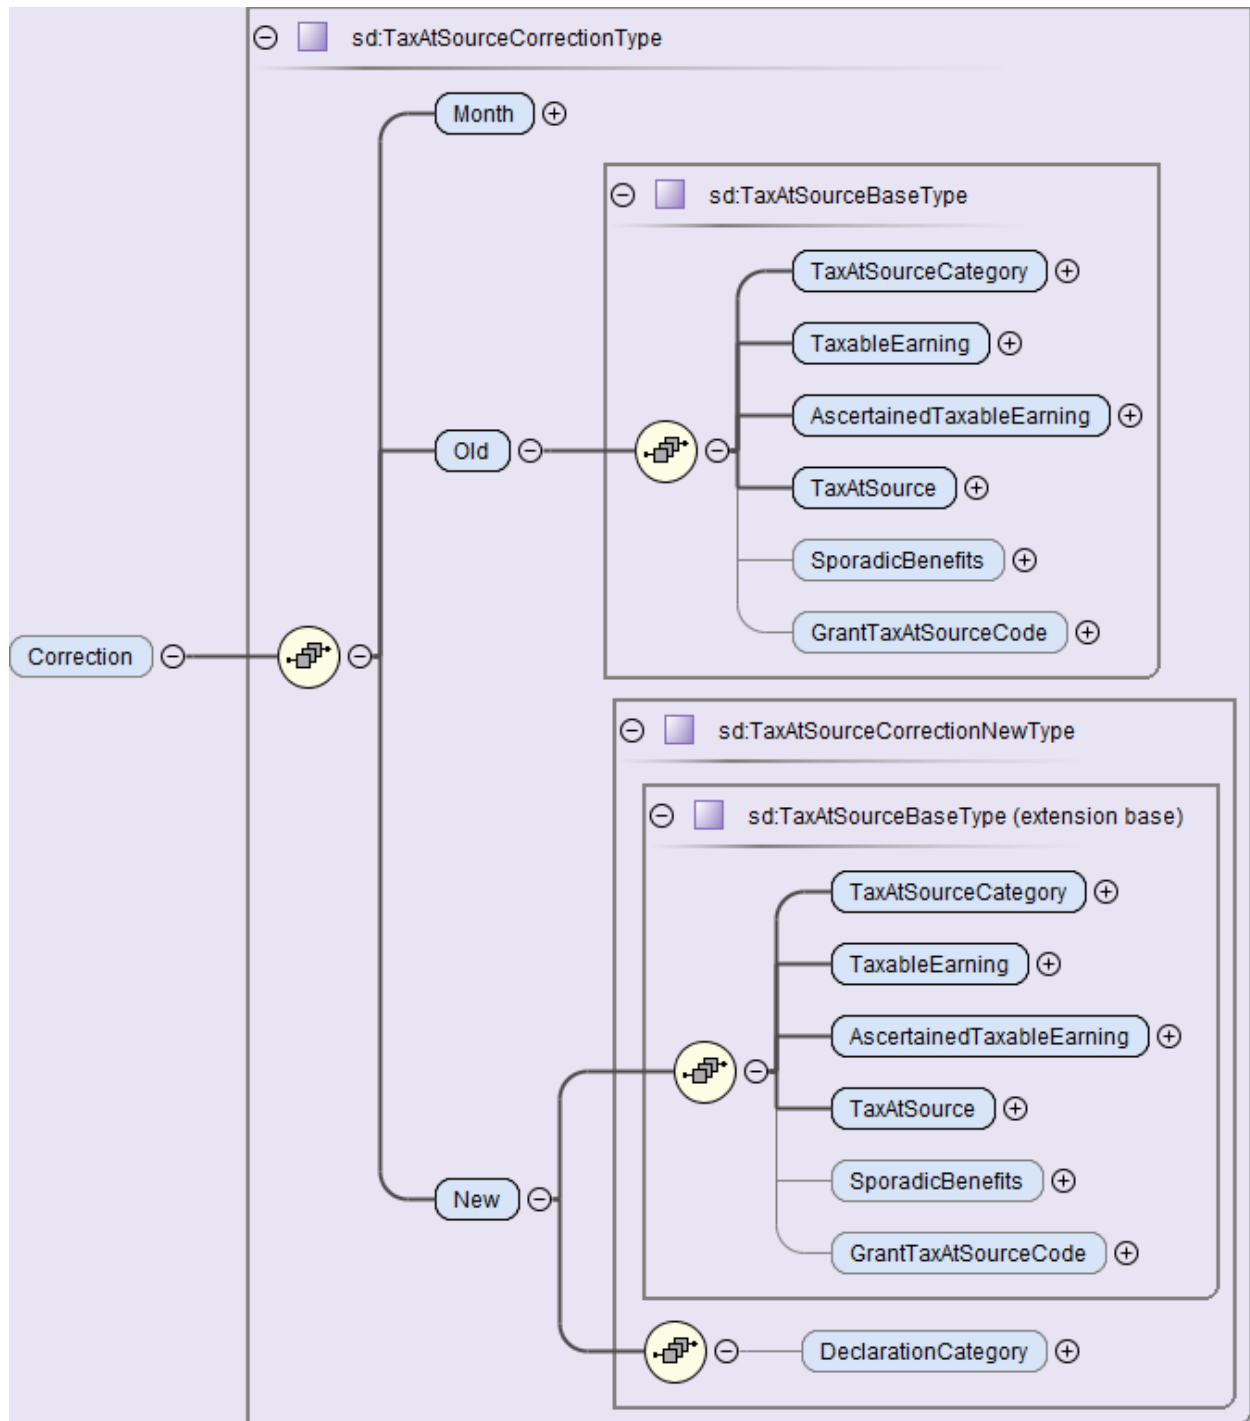 sd:TaxAtSourceCorrectionType
Month
sd:TaxAtSourceBaseType
TaxAtSourceCategory
TaxableEarning
AscertainedTaxableEarning
Old
TaxAtSource
SporadicBenefits
GrantTaxAtSourceCode
Correction
sd:TaxAtSourceCorrectionNewType
sd:TaxAtSourceBaseType (extension base)
TaxAtSourceCategory
TaxableEarning
AscertainedTaxableEarning
TaxAtSource
SporadicBenefits
New
GrantTaxAtSourceCode
DeclarationCategory